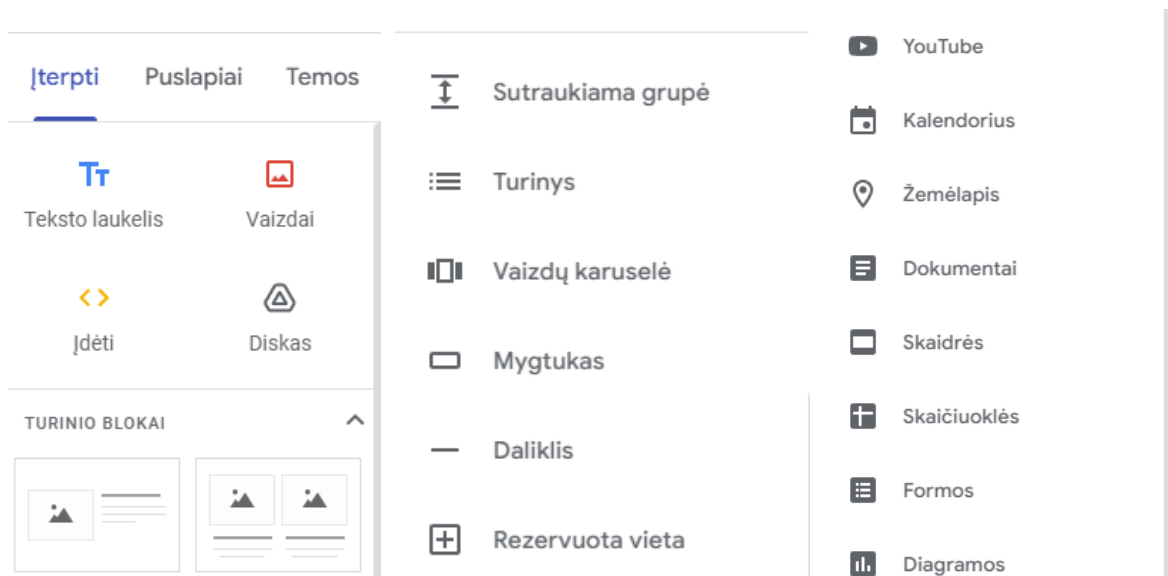 Įterpti Puslapiai Temos
Teksto laukelis Vaizdai
Įdėti Diskas
TURINIO BLOKAI
Sutraukiama grupė
Turinys
Vaizdų karuselė
Mygtukas
Daliklis
Rezervuota vieta
YouTube
Kalendorius
Žemėlapis
Dokumentai
Skaidrės
Skaičiuoklės
Formos
Diagramos